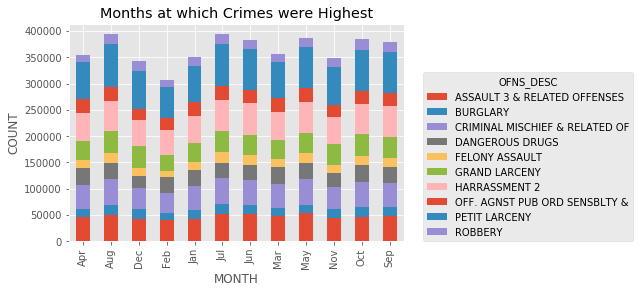 Months at which Crimes were Highest
400000
350000
300000
250000
200000
150000
100000
50000
0
COUNT
Apr
Aug
Dec
Feb
Jan
Jul
Jun
Mar
May
Nov
Oct
Sep
MONTH
OFNS_DESC
ASSAULT 3 & RELATED OFFENSES
BURGLARY
CRIMINAL MISCHIEF & RELATED OF
DANGEROUS DRUGS
FELONY ASSAULT
GRAND LARCENY
HARRASSMENT 2
OFF. AGNST PUB ORD SENSBLTY &
PETIT LARCENY
ROBBERY